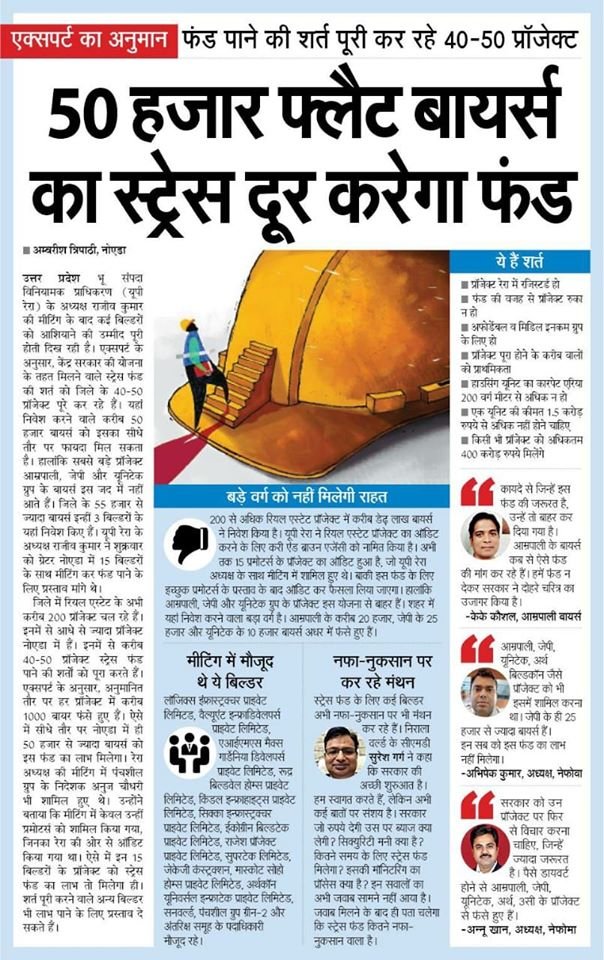 एक्सपर्ट का अनुमान
फंड पाने की शर्त पूरी कर रहे 40-50 प्रॉजेक्ट
50 हजार फ्लैट बायर्स
का स्ट्रेस दूर करेगा फंड
■ अम्बरीश त्रिपाठी, नोएडा
उत्तर प्रदेश भू संपदा
विनियामक प्राधिकरण (यूपी
रेरा) के अध्यक्ष राजीव कुमार
की मीटिंग के बाद कई बिल्डरों
को आशियाने की उम्मीद पूरी
होती दिख रही है। एक्सपर्ट के
अनुसार, केंद्र सरकार की योजना
के तहत मिलने वाले स्ट्रेस फंड
की शर्त को जिले के 40-50
प्रॉजेक्ट पूरे कर रहे हैं। यहां
निवेश करने वाले करीब 50
हजार बायर्स को इसका सीधे
तौर पर फायदा मिल सकता
है। हालांकि सबसे बड़े प्रॉजेक्ट
आम्रपाली, जेपी और यूनिटेक
ग्रुप के बायर्स इस जद में नहीं
आते हैं। जिले के 55 हजार से
ज्यादा बायर्स इन्हीं 3 बिल्डरों के
यहां निवेश किए हैं। यूपी रेरा के
अध्यक्ष राजीव कुमार ने शुक्रवार
को ग्रेटर नोएडा में 15 बिल्डरों
के साथ मीटिंग कर फंड पाने के
लिए प्रस्ताव मांगे थे।
जिले में रियल एस्टेट के अभी
करीब 200 प्रॉजेक्ट चल रहे हैं।
इनमें से आधे से ज्यादा प्रॉजेक्ट
नोएडा में हैं। इनमें से करीब
40-50 प्रॉजेक्ट स्ट्रेस फंड
पाने की शर्तों को पूरा करते हैं।
एक्सपर्ट के अनुसार, अनुमानित
तौर पर हर प्रॉजेक्ट में करीब
1000 बायर फंसे हुए हैं। ऐसे
में सीधे तौर पर नोएडा में ही
50 हजार से ज्यादा बायर्स को
इस फंड का लाभ मिलेगा। रेरा
अध्यक्ष की मीटिंग में पंचशील
ग्रुप के निदेशक अनुज चौधरी
भी शामिल हुए थे। उन्होंने
बताया कि मीटिंग में केवल उन्हीं
प्रमोटर्स को शामिल किया गया,
जिनका रेरा की ओर से ऑडिट
किया गया था। ऐसे में इन 15
बिल्डरों के प्रॉजेक्ट को स्ट्रेस
फंड का लाभ तो मिलेगा ही।
शर्त पूरी करने वाले अन्य बिल्डर
भी लाभ पाने के लिए प्रस्ताव दे
सकते हैं।
बड़े वर्ग को नहीं मिलेगी राहत
200 से अधिक रियल एस्टेट प्रॉजेक्ट में करीब डेढ़ लाख बायर्स
ने निवेश किया है। यूपी रेरा ने रियल एस्टेट प्रॉजेक्ट का ऑडिट
करने के लिए करी एंड ब्राउन एजेंसी को नामित किया है। अभी
तक 15 प्रमोटर्स के प्रॉजेक्ट का ऑडिट हुआ है, जो यूपी रेरा
अध्यक्ष के साथ मीटिंग में शामिल हुए थे। बाकी इस फंड के लिए
इच्छुक प्रमोटर्स के प्रस्ताव के बाद ऑडिट कर फैसला लिया जाएगा। हालांकि
आम्रपाली, जेपी और यूनिटेक ग्रुप के प्रॉजेक्ट इस योजना से बाहर हैं। शहर में
यहां निवेश करने वाला बड़ा वर्ग है। आम्रपाली के करीब 20 हजार, जेपी के 25
हजार और यूनिटेक के 10 हजार बायर्स अधर में फंसे हुए हैं।
मीटिंग में मौजूद
थे ये बिल्डर
लॉजिक्स इंफ्रास्ट्रक्चर प्राइवेट
लिमिटड, वैल्यूएंट इन्फ्राडिवेलपर्स
प्राइवेट लिमिटेड,
एआईएमएस मैक्स
गार्डेनिया डिवेलपर्स
प्राइवेट लिमिटेड, रूद्र
बिल्डवेल होम्स प्राइवेट
लिमिटेड, किंडल इन्फ्राहाइट्स प्राइवेट
लिमिटेड, सिक्का इन्फ्रास्ट्रक्चर
प्राइवेट लिमिटेड, ईकोग्रीन बिल्डटेक
प्राइवेट लिमिटेड, राजेश प्रॉजेक्ट
प्राइवेट लिमिटेड, सुपरटेक लिमिटेड,
जेकेजी कंस्ट्रक्शन, मास्कोट सोहो
होम्स प्राइवेट लिमिटेड, अर्थकॉन
यूनिवर्सल इन्फ्राटेक प्राइवेट लिमिटेड,
सनवर्ल्ड, पंचशील ग्रुप ग्रीन-2 और
अंतरिक्ष समूह के पदाधिकारी
मौजूद रहे।
नफा-नुकसान पर
कर रहे मंथन
स्ट्रेस फंड के लिए कई बिल्डर
अभी नफा-नुकसान पर भी मंथन
कर रहे हैं। निराला
वर्ल्ड के सीएमडी
सुरेश गर्ग ने कहा
कि सरकार की
अच्छी शुरुआत है।
हम स्वागत करते हैं, लेकिन अभी
कई बातों पर संशय है। सरकार
जो रुपये देगी उस पर ब्याज क्या
लेगी? सिक्युरिटी मनी क्या है?
कितने समय के लिए स्ट्रेस फंड
मिलेगा? इसकी मॉनिटरिंग का
प्रॉसेस क्या है? इन सवालों का
अभी जवाब सामने नहीं आया है।
जवाब मिलने के बाद ही पता चलेगा
कि स्ट्रेस फंड कितने नफा-
नुकसान वाला है।
ये हैं शर्त
■ प्रॉजेक्ट रेरा में रजिस्टर्ड हो
■ फंड की वजह से प्रॉजेक्ट रुका
न हो
■ अफोर्डेबल व मिडिल इनकम ग्रुप
के लिए हो
■ प्रॉजेक्ट पूरा होने के करीब वालों
को प्राथमिकता
■ हाउसिंग यूनिट का कारपेट एरिया
200 वर्ग मीटर से अधिक न हो
■ एक यूनिट की कीमत 1.5 करोड़
रुपये से अधिक नहीं होने चाहिए
■ किसी भी प्रॉजेक्ट को अधिकतम
400 करोड़ रुपये मिलेंगे
कायदे से जिन्हें इस
फंड की जरूरत है,
उन्हें तो बाहर कर
दिया गया है।
आम्रपाली के बायर्स
कब से ऐसे फंड
की मांग कर रहे हैं। हमें फंड न
देकर सरकार ने दोहरे चरित्र का
उजागर किया है।
-केके कौशल, आम्रपाली बायर्स
आम्रपाली, जेपी,
यूनिटेक, अर्थ
बिल्डकॉन जैसे
प्रॉजेक्ट को भी
इसमें शामिल करना
था। जेपी के ही 25
हजार से ज्यादा बायर्स हैं।
इन सब को इस फंड का लाभ
नहीं मिलेगा।
-अभिषेक कुमार, अध्यक्ष, नेफोवा
सरकार को उन
प्रॉजेक्ट पर फिर
से विचार करना
चाहिए, जिन्हें
ज्यादा जरूरत
है। पैसे डायवर्ट
होने से आम्रपाली, जेपी,
यूनिटेक, अर्थ, 3सी के प्रॉजेक्ट
से फंसे हुए हैं।
-अन्नू खान, अध्यक्ष, नेफोमा